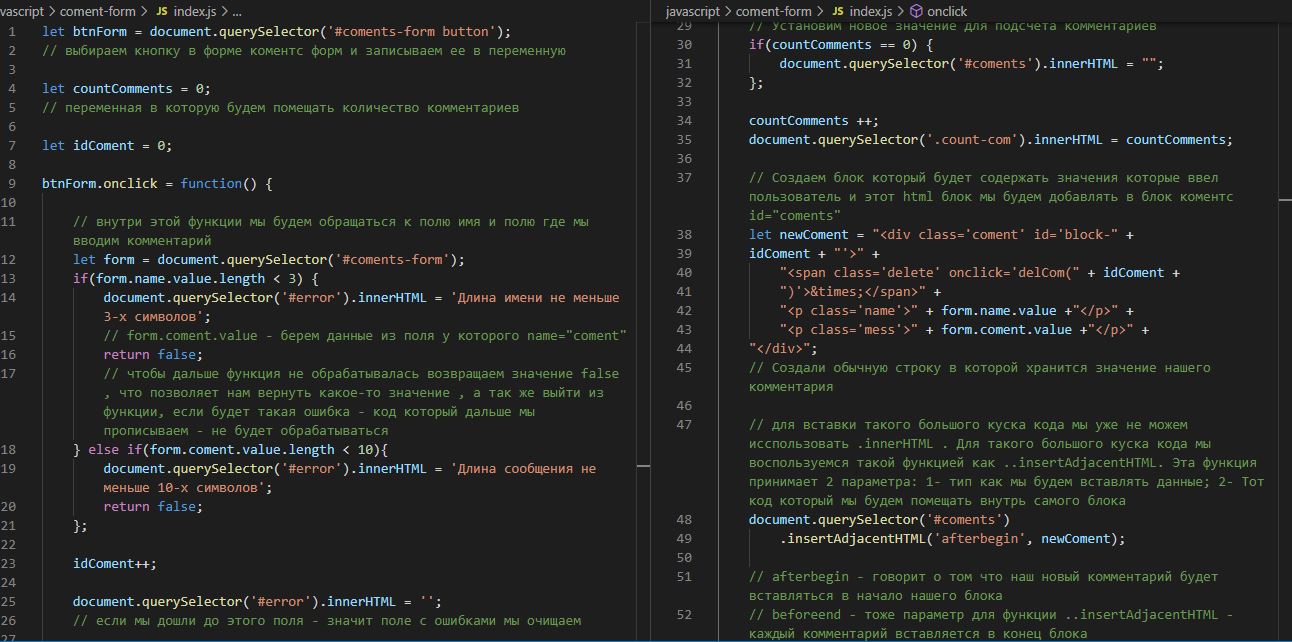 vascript > coment-form > JS index.js > ...
1 let btnForm = document.querySelector('#coments-form button');
2 // выбираем кнопку в форме коментс форм и записываем ее в переменную
3
4 let countComments = 0;
5 // переменная в которую будем помещать количество комментариев
6
7 let idComent = 0;
8
9 btnForm.onclick = function() {
10
11 // внутри этой функции мы будем обращаться к полю имя и полю где мы
вводим комментарий
12 let form = document.querySelector('#coments-form');
13 if(form.name.value.length < 3) {
14 document.querySelector('#error').innerHTML = 'Длина имени не меньше
3-х символов';
15 // form.coment.value - берем данные из поля у которого name="coment"
16 return false;
17 // чтобы дальше функция не обрабатывалась возвращаем значение false
, что позволяет нам вернуть какое-то значение , а так же выйти из
функции, если будет такая ошибка - код который дальше мы
прописываем - не будет обрабатываться
18 } else if(form.coment.value.length < 10){
19 document.querySelector('#error').innerHTML = 'Длина сообщения не
меньше 10-х символов';
20 return false;
21 };
22
23 idComent++;
24
25 document.querySelector('#error').innerHTML = '';
26 // если мы дошли до этого поля - значит поле с ошибками мы очищаем
27
javascript > coment-form > JS index.js > onclick
29 // Установим новое значение для подсчета комментариев
30 if(countComments == 0) {
31 document.querySelector('#coments').innerHTML = "";
32 };
33
34 countComments ++;
35 document.querySelector('.count-com').innerHTML = countComments;
36
37 // Создаем блок который будет содержать значения которые ввел
пользователь и этот html блок мы будем добавлять в блок коментс
id="coments"
38 let newComent = "<div class='coment' id='block-" +
39 idComent + "'>" +
40 "<span class='delete' onclick='delCom(" + idComent +
41 ")'>&times;</span>" +
42 "<p class='name'>" + form.name.value +"</p>" +
43 "<p class='mess'>" + form.coment.value +"</p>" +
44 "</div>";
45 // Создали обычную строку в которой хранится значение нашего
комментария
46
47 // для вставки такого большого куска кода мы уже не можем
исспользовать .innerHTML . Для такого большого куска кода мы
воспользуемся такой функцией как ..insertAdjacentHTML. Эта функция
принимает 2 параметра: 1- тип как мы будем вставлять данные; 2- Тот
код который мы будем помещать внутрь самого блока
48 document.querySelector('#coments')
49 .insertAdjacentHTML('afterbegin', newComent);
50
51 // afterbegin - говорит о том что наш новый комментарий будет
вставляться в начало нашего блока
52 // beforeend - тоже параметр для функции ..insertAdjacentHTML -
каждый комментарий вставляется в конец блока